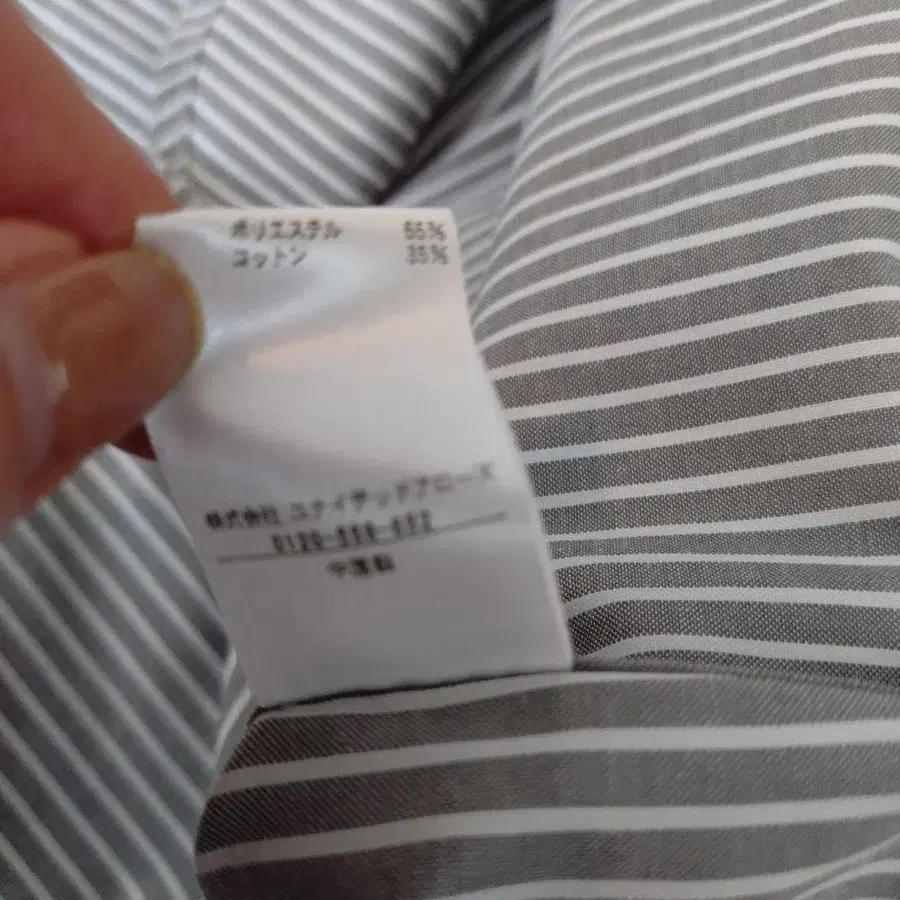 ポリエステル 65%
コットン 35%
株式会社 ユナイテッドアローズ
中国製